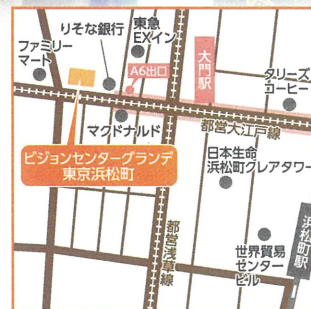 ファミリー
マート
りそな銀行
東急
EXイン
A6出口
大門駅
タリーズ
コーヒー
マクドナルド
都営大江戸線
ビジョンセンターグランデ
東京浜松町
日本生命
浜松町クレアタワー
都営浅草線
世界貿易
センター
ビル
浜松町駅